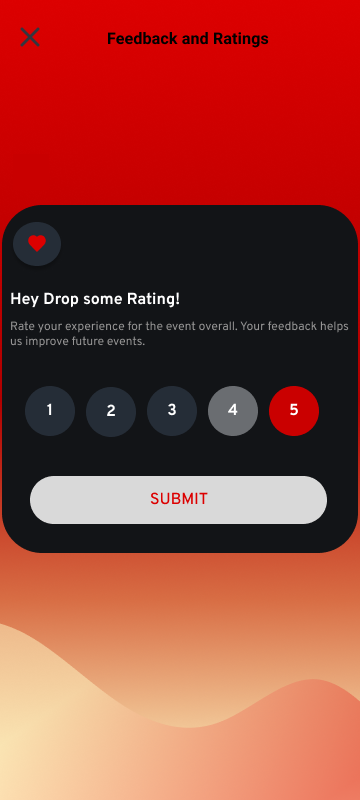 Feedback and Ratings
Hey Drop some Rating!
Rate your experience for the event overall. Your feedback helps
us improve future events.
1 2 3 4 5
SUBMIT